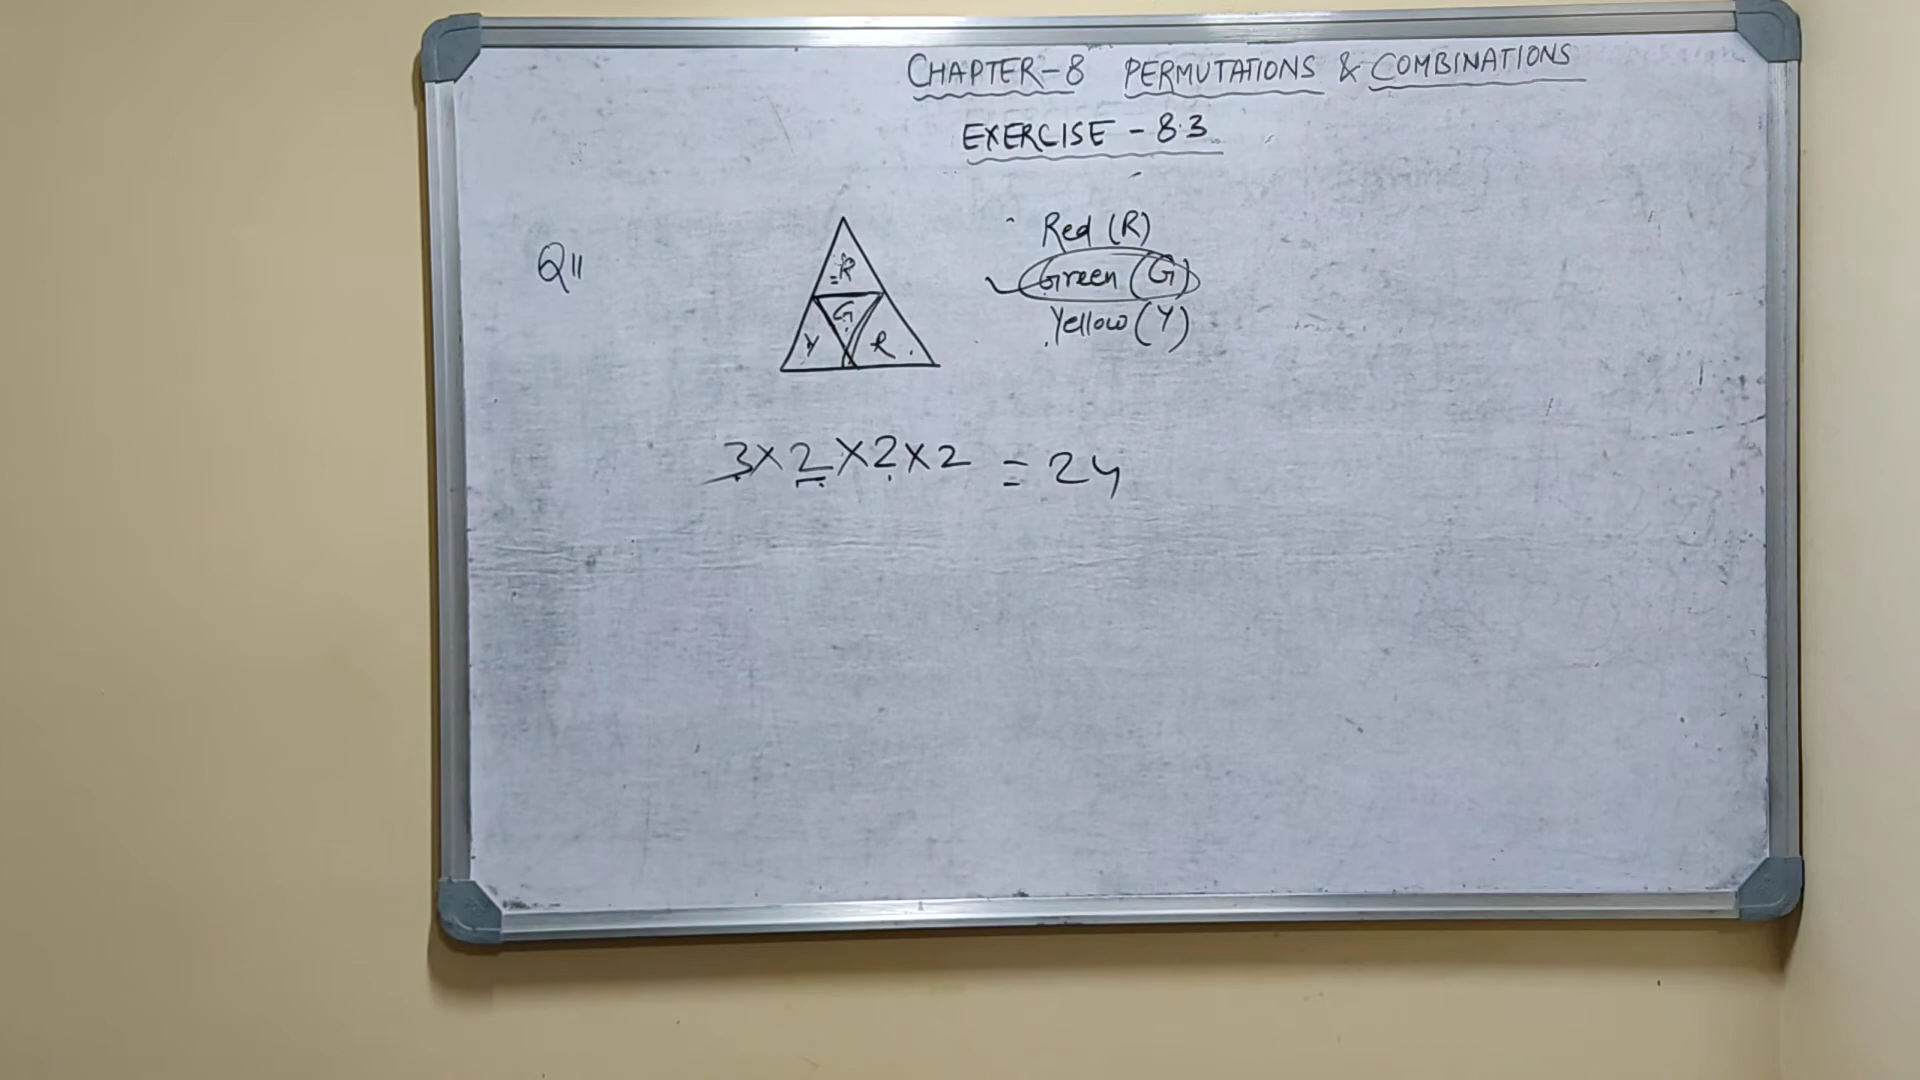 CHAPTER-8 PERMUTATIONS & COMBINATIONS
EXERCISE - 8.3
Q11
R
G
Y R
Red (R)
Green (G)
Yellow (Y)
3×2×2×2 = 24